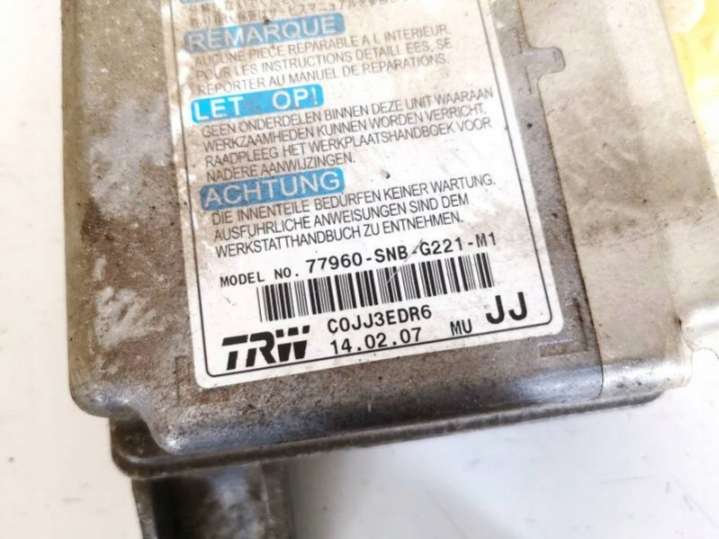 REMARQUE
AUCUNE PIECE REPARABLE A L INTERIEUR.
POUR LES INSTRUCTIONS DETAILL EES, SE
REPORTER AU MANUEL DE REPARATIONS.
LET OP!
GEEN ONDERDELEN BINNEN DEZE UNIT WAARAAN
WERKZAAMHEDEN KUNNEN WORDEN VERRICHT.
RAADPLEEG HET WERKPLAATSHANDBOEK VOOR
NADERE AANWIJZINGEN.
ACHTUNG
DIE INNENTEILE BEDÜRFEN KEINER WARTUNG.
AUSFÜHRLICHE ANWEISUNGEN SIND DEM
WERKSTATTHANDBUCH ZU ENTNEHMEN.
MODEL NO. 77960-SNB-G221-M1
TRW C0JJ3EDR6
14.02.07 MU JJ